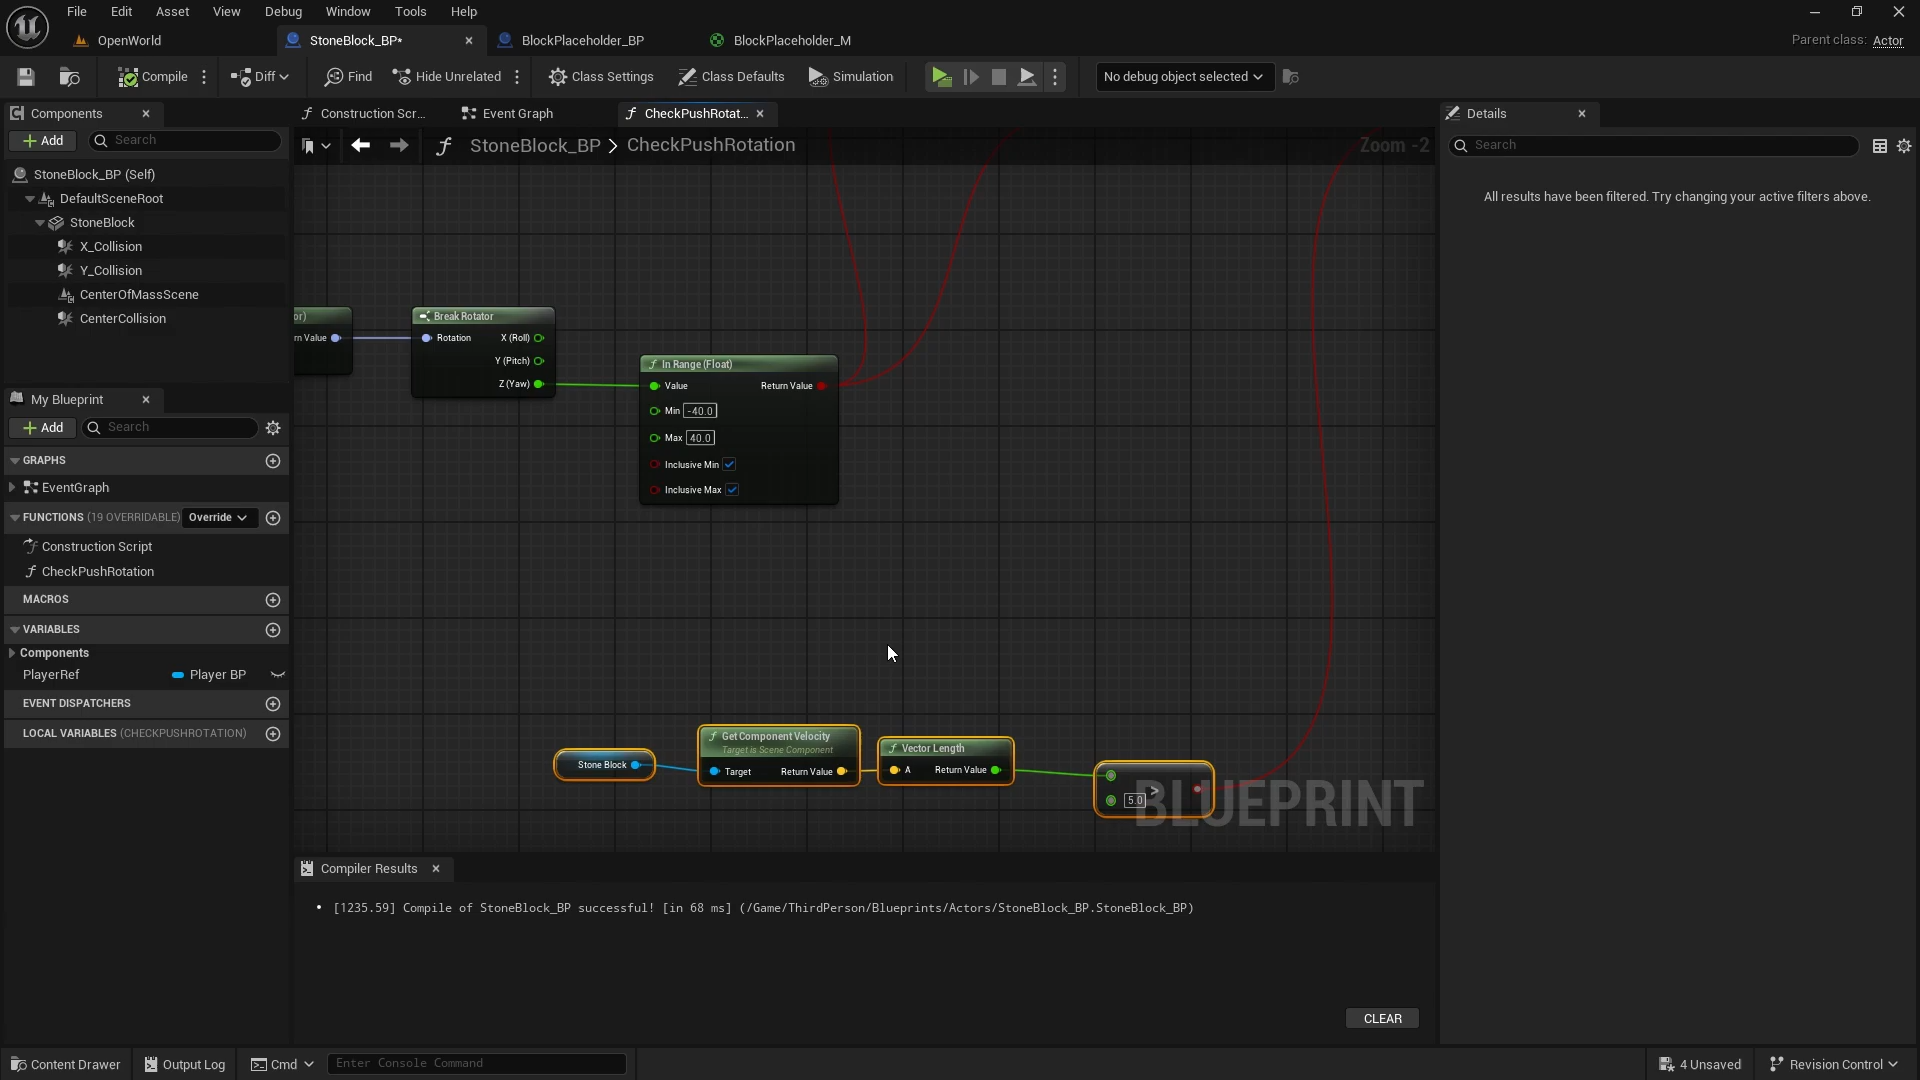 File Edit Asset View Debug Window Tools Help
OpenWorld StoneBlock_BP* BlockPlaceholder_BP BlockPlaceholder_M
Parent class: Actor
Compile Diff Find Hide Unrelated Class Settings Class Defaults Simulation No debug object selected
Components
Add Search
StoneBlock_BP (Self)
DefaultSceneRoot
StoneBlock
X_Collision
Y_Collision
CenterOfMassScene
CenterCollision
My Blueprint
Add Search
GRAPHS
EventGraph
FUNCTIONS (19 OVERRIDABLE) Override
Construction Script
CheckPushRotation
MACROS
VARIABLES
Components
PlayerRef Player BP
EVENT DISPATCHERS
LOCAL VARIABLES (CHECKPUSHROTATION)
Construction Scr... Event Graph CheckPushRotat...
StoneBlock_BP > CheckPushRotation Zoom -2
or)
rn Value
Break Rotator
Rotation X (Roll)
Y (Pitch)
Z (Yaw)
In Range (Float)
Value Return Value
Min -40.0
Max 40.0
Inclusive Min
Inclusive Max
Stone Block
Get Component Velocity
Target is Scene Component
Target Return Value
Vector Length
A Return Value
>
5.0
BLUEPRINT
Compiler Results
• [1235.59] Compile of StoneBlock_BP successful! [in 68 ms] (/Game/ThirdPerson/Blueprints/Actors/StoneBlock_BP.StoneBlock_BP)
CLEAR
Details
Search
All results have been filtered. Try changing your active filters above.
Content Drawer Output Log Cmd Enter Console Command 4 Unsaved Revision Control